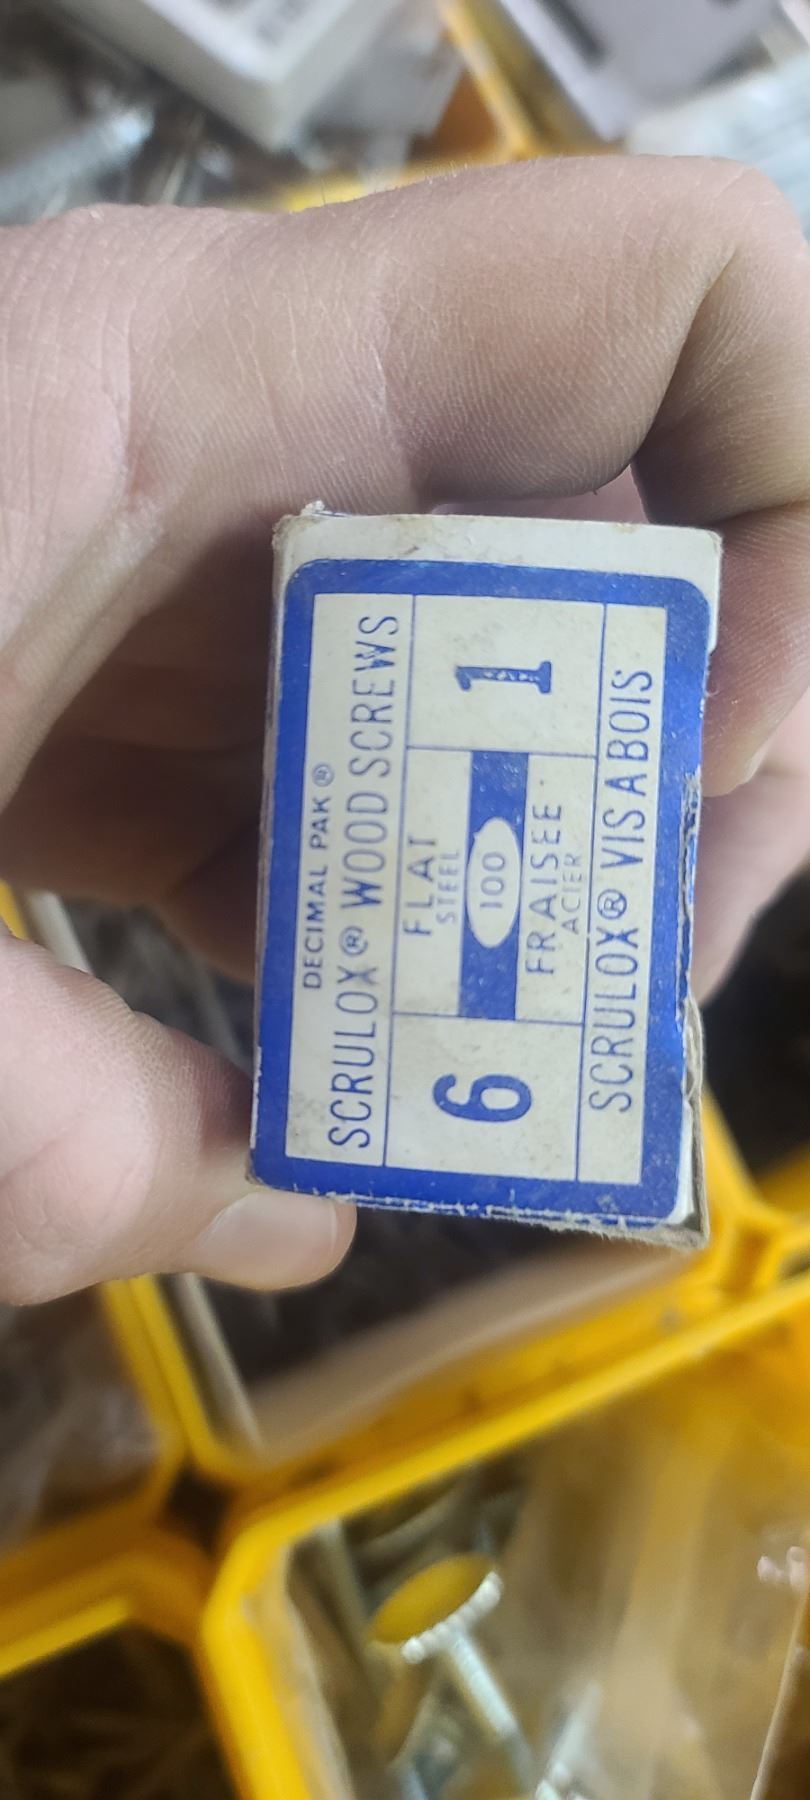 DECIMAL PAK®
SCRULOX® WOOD SCREWS
6
FLAT
STEEL
100
FRAISEE
ACIER
1
SCRULOX® VIS A BOIS